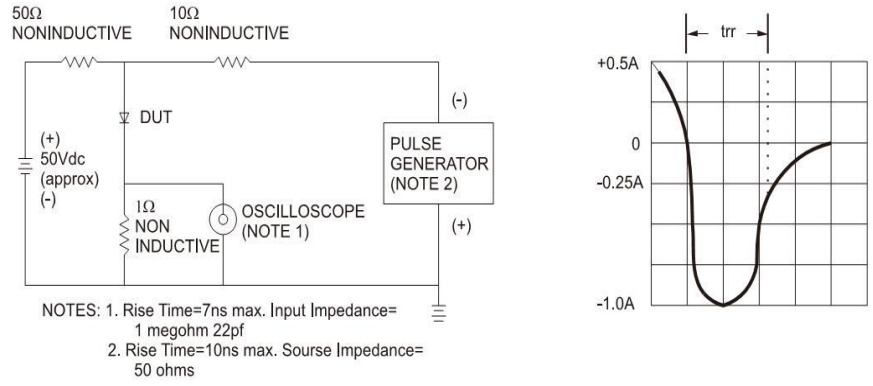 50Ω
NONINDUCTIVE
10Ω
NONINDUCTIVE
DUT
(+)
50Vdc
(approx)
(-)
1Ω
NON
INDUCTIVE
OSCILLOSCOPE
(NOTE 1)
(-)
PULSE
GENERATOR
(NOTE 2)
(+)
NOTES: 1. Rise Time=7ns max. Input Impedance=
1 megohm 22pf
2. Rise Time=10ns max. Sourse Impedance=
50 ohms
trr
+0.5A
0
-0.25A
-1.0A